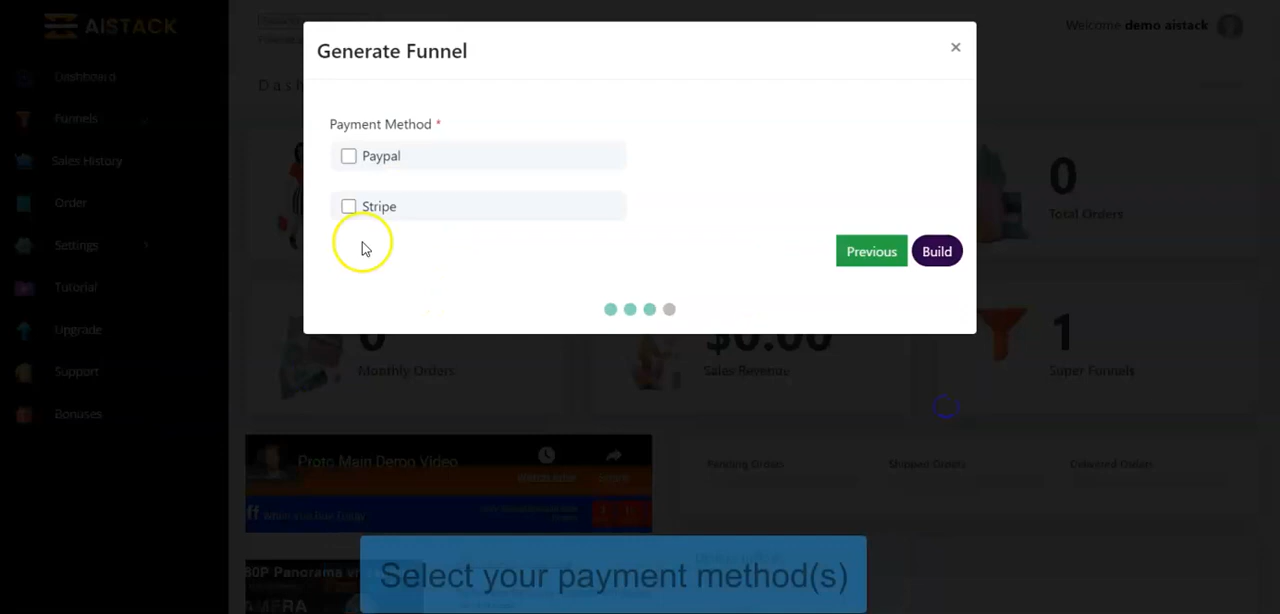 AISTACK
Welcome demo aistack
Generate Funnel
×
Dashboard
Funnels
Payment Method *
Paypal
Sales History
Stripe
0
Total Orders
Order
Settings
Previous
Build
Tutorial
Upgrade
0
$0.00
1
Support
Monthly Orders
Sales Revenue
Super Funnels
Bonuses
Proto Main Demo Video
Pending Orders
Shipped Orders
Delivered Orders
Select your payment method(s)